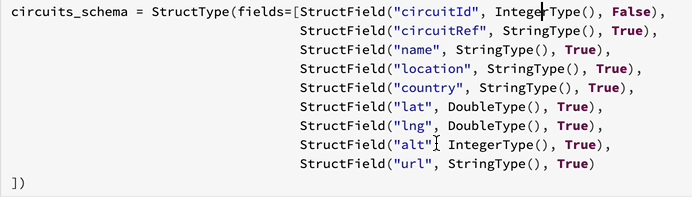 circuits_schema = StructType(fields=[StructField("circuitId", IntegerType(), False),
StructField("circuitRef", StringType(), True),
StructField("name", StringType(), True),
StructField("location", StringType(), True),
StructField("country", StringType(), True),
StructField("lat", DoubleType(), True),
StructField("lng", DoubleType(), True),
StructField("alt", IntegerType(), True),
StructField("url", StringType(), True)
])